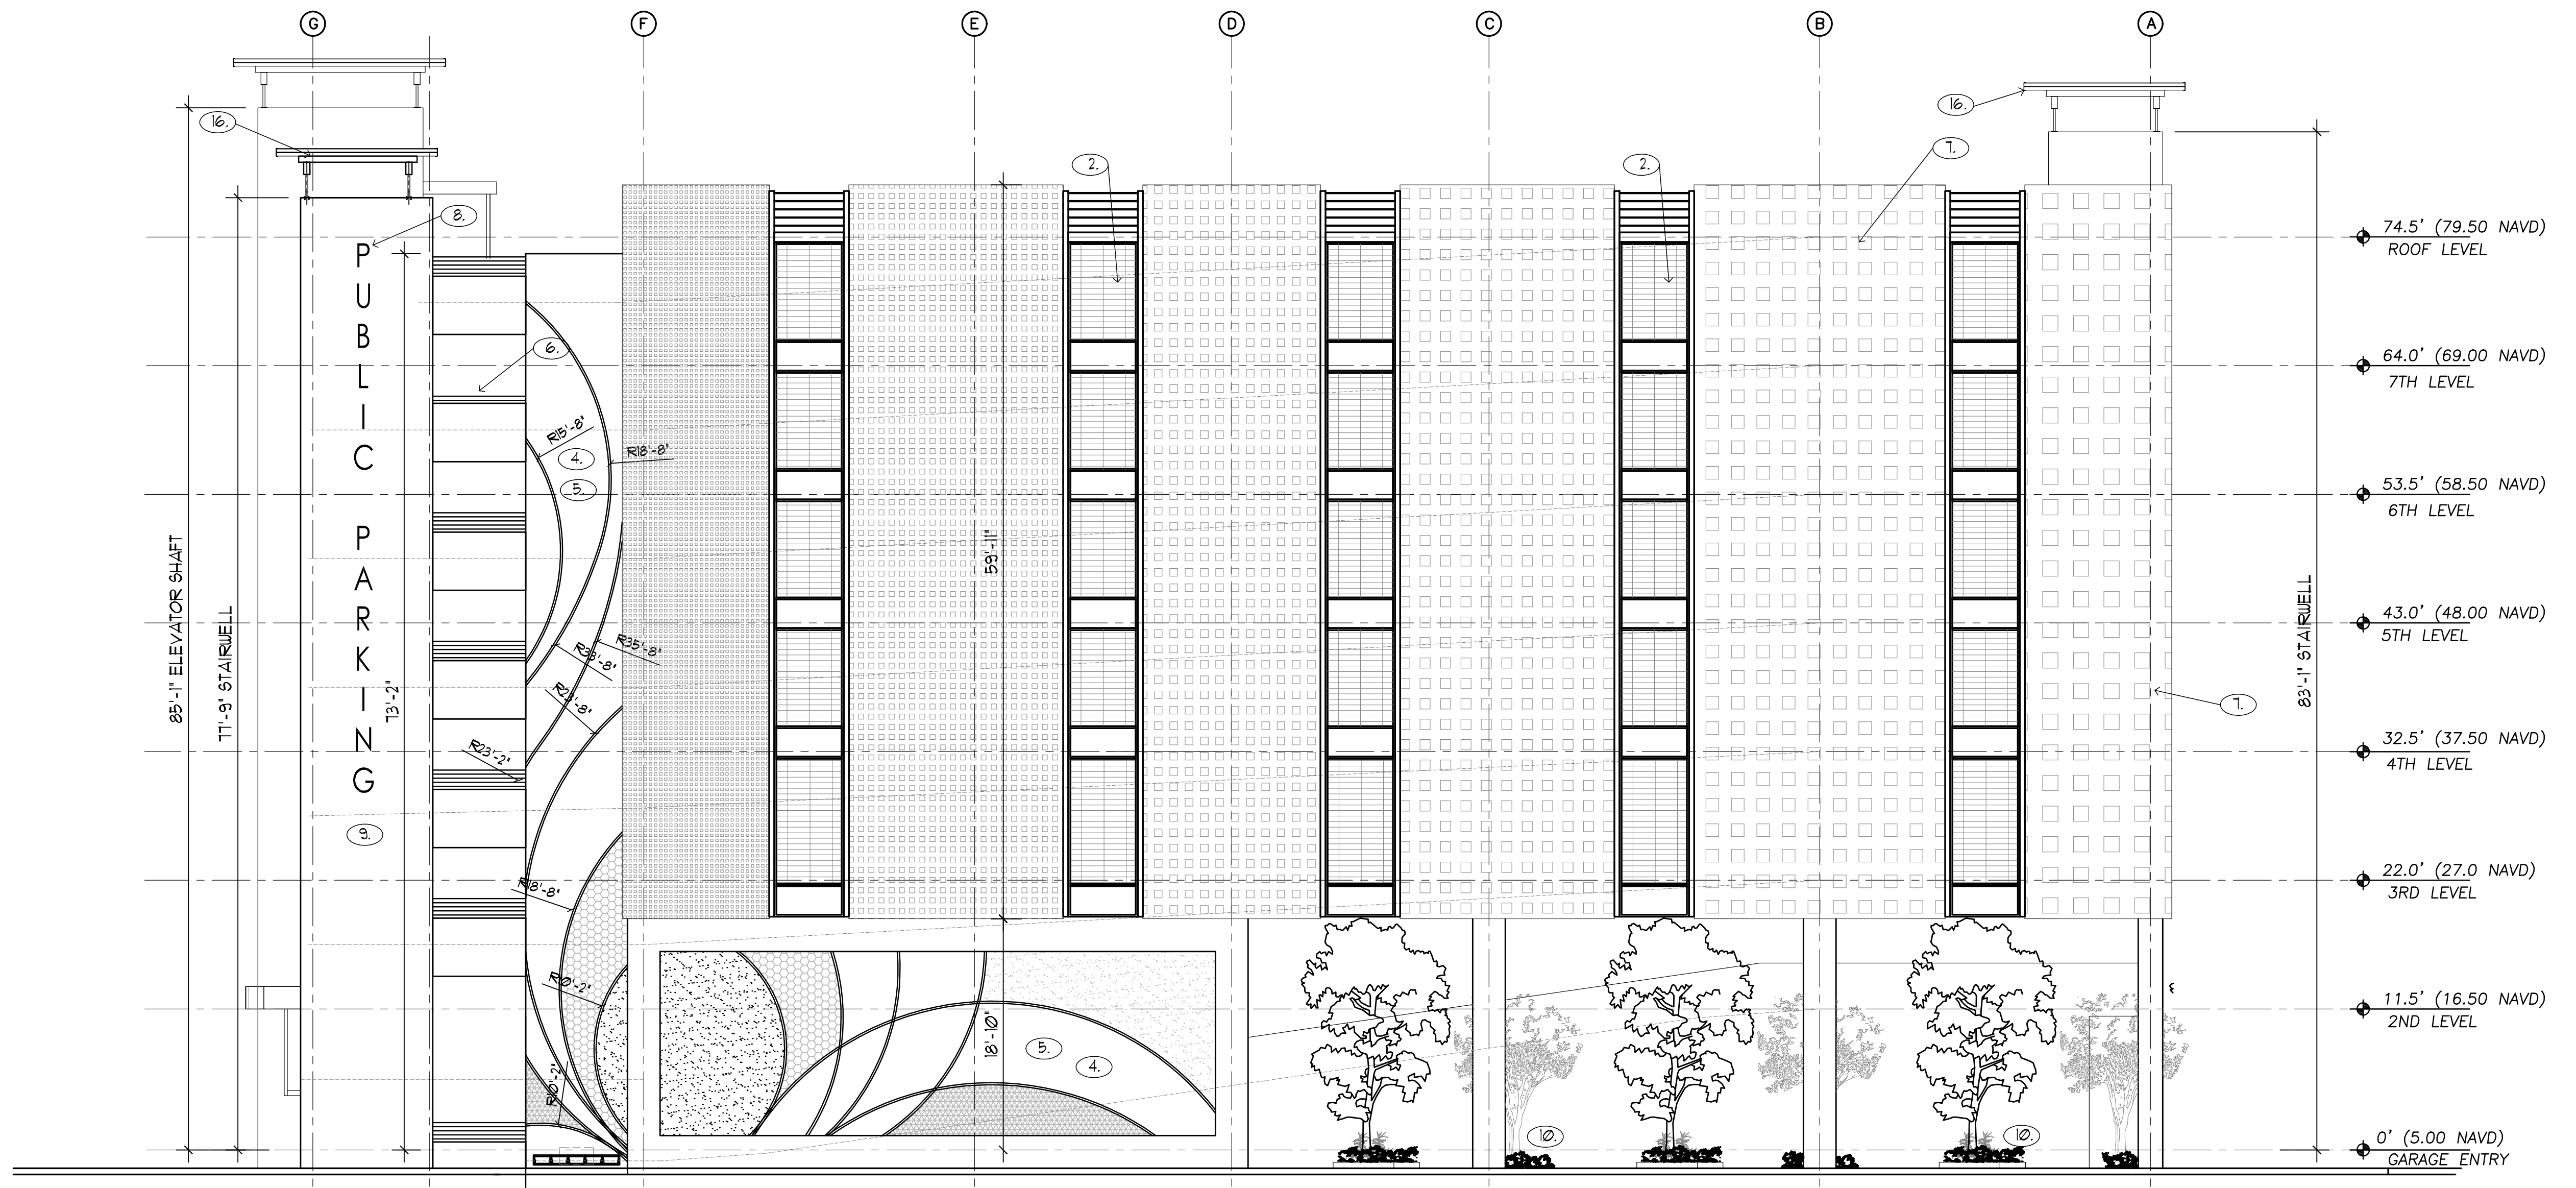 G F E D C B A
16.
16.
2.
2.
7.
8.
PUBLIC PARKING
74.5' (79.50 NAVD)
ROOF LEVEL
6.
64.0' (69.00 NAVD)
7TH LEVEL
R15'-8"
4.
R18'-8"
5.
53.5' (58.50 NAVD)
6TH LEVEL
85'-1" ELEVATOR SHAFT
77'-9" STAIRWELL
73'-2"
59'-11"
83'-1" STAIRWELL
43.0' (48.00 NAVD)
5TH LEVEL
R35'-8"
R33'-8"
R23'-8"
7.
R23'-2"
32.5' (37.50 NAVD)
4TH LEVEL
9.
R18'-8"
22.0' (27.0 NAVD)
3RD LEVEL
R10'-2"
11.5' (16.50 NAVD)
2ND LEVEL
18'-10"
5.
4.
R10'-2"
10.
10.
0' (5.00 NAVD)
GARAGE ENTRY